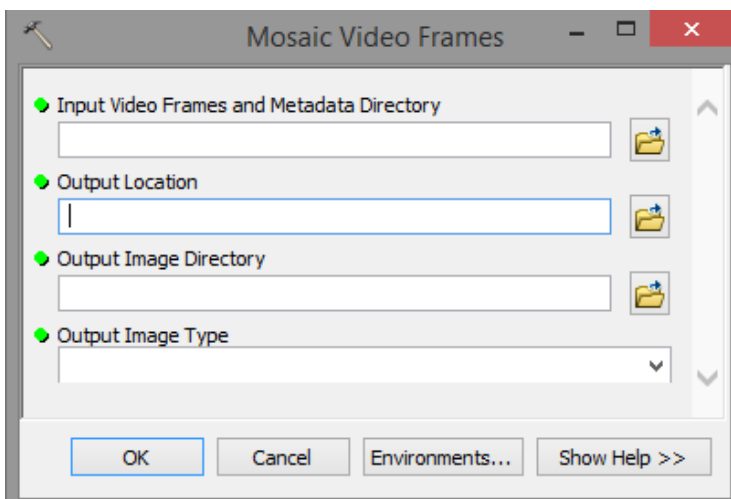 Mosaic Video Frames
Input Video Frames and Metadata Directory
Output Location
Output Image Directory
Output Image Type
OK
Cancel
Environments...
Show Help >>